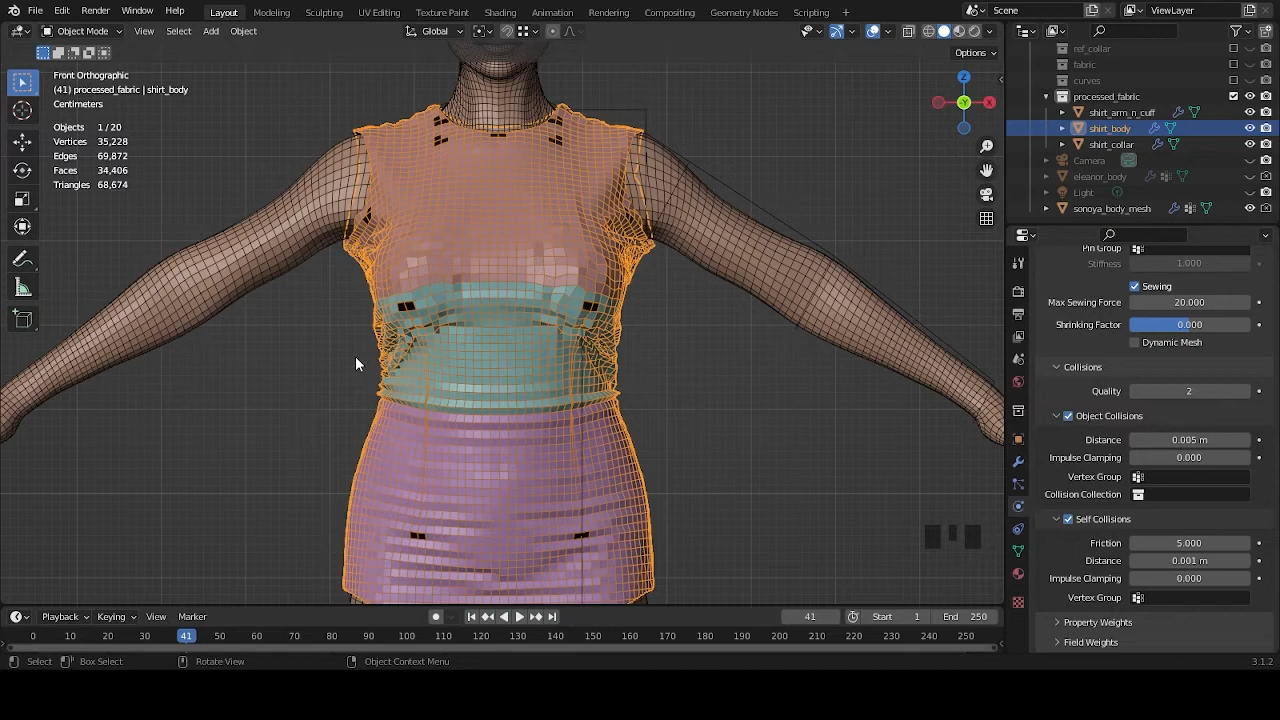 File Edit Render Window Help Layout Modeling Sculpting UV Editing Texture Paint Shading Animation Rendering Compositing Geometry Nodes Scripting + Scene ViewLayer
Object Mode View Select Add Object Global
Options
Front Orthographic
(41) processed_fabric | shirt_body
Centimeters
Objects 1/20
Vertices 35,228
Edges 69,872
Faces 34,406
Triangles 68,674
Z
X
-Y
ref_collar
fabric
curves
processed_fabric
shirt_arm_n_cuff
shirt_body
shirt_collar
Camera
eleanor_body
Light
sonoya_body_mesh
Pin Group
Stiffness 1.000
Sewing
Max Sewing Force 20.000
Shrinking Factor 0.000
Dynamic Mesh
Collisions
Quality 2
Object Collisions
Distance 0.005 m
Impulse Clamping 0.000
Vertex Group
Collision Collection
Self Collisions
Friction 5.000
Distance 0.001 m
Impulse Clamping 0.000
Vertex Group
Property Weights
Field Weights
Playback Keying View Marker 41 Start 1 End 250
0 10 20 30 41 50 60 70 80 90 100 110 120 130 140 150 160 170 180 190 200 210 220 230 240 250
Select Box Select Rotate View Object Context Menu 3.1.2